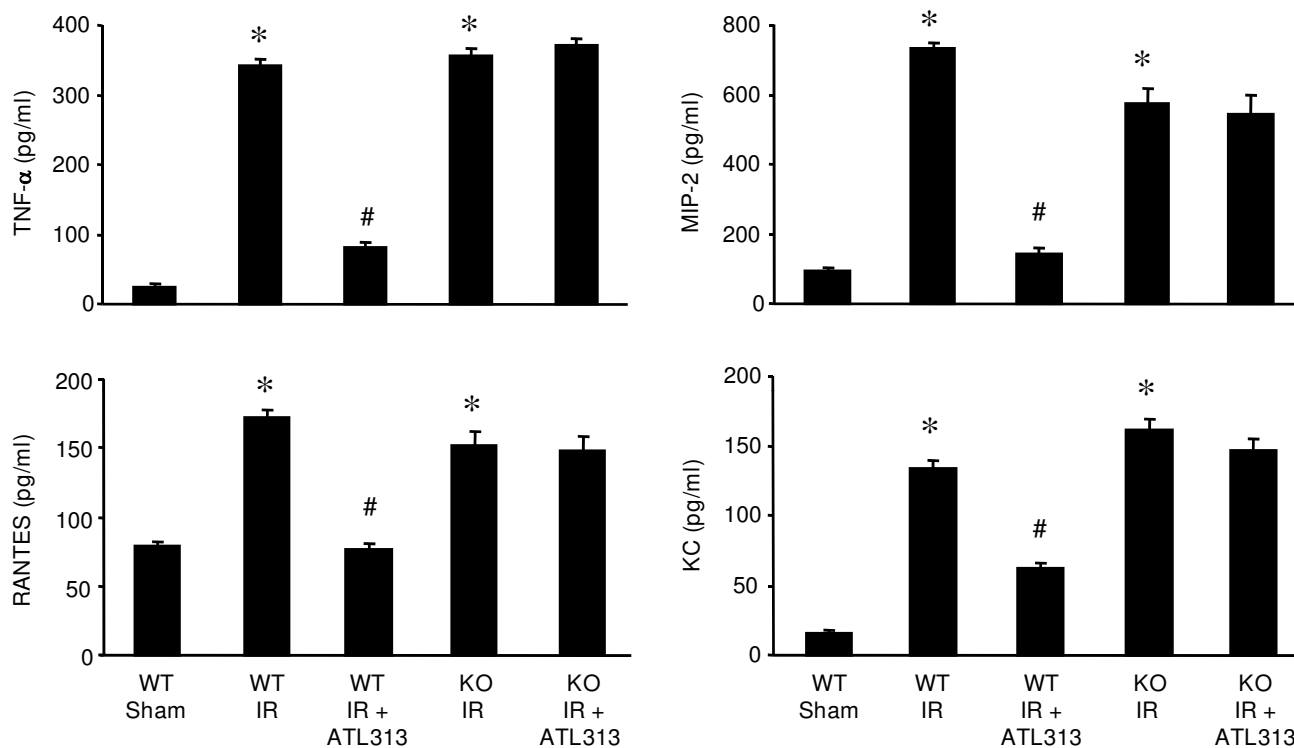 TNF-α (pg/ml)
400
300
200
100
0
*
#
*
MIP-2 (pg/ml)
800
600
400
200
0
*
#
*
RANTES (pg/ml)
200
150
100
50
0
*
#
*
WT
Sham
WT
IR
WT
IR +
ATL313
KO
IR
KO
IR +
ATL313
KC (pg/ml)
200
150
100
50
0
*
#
*
WT
Sham
WT
IR
WT
IR +
ATL313
KO
IR
KO
IR +
ATL313